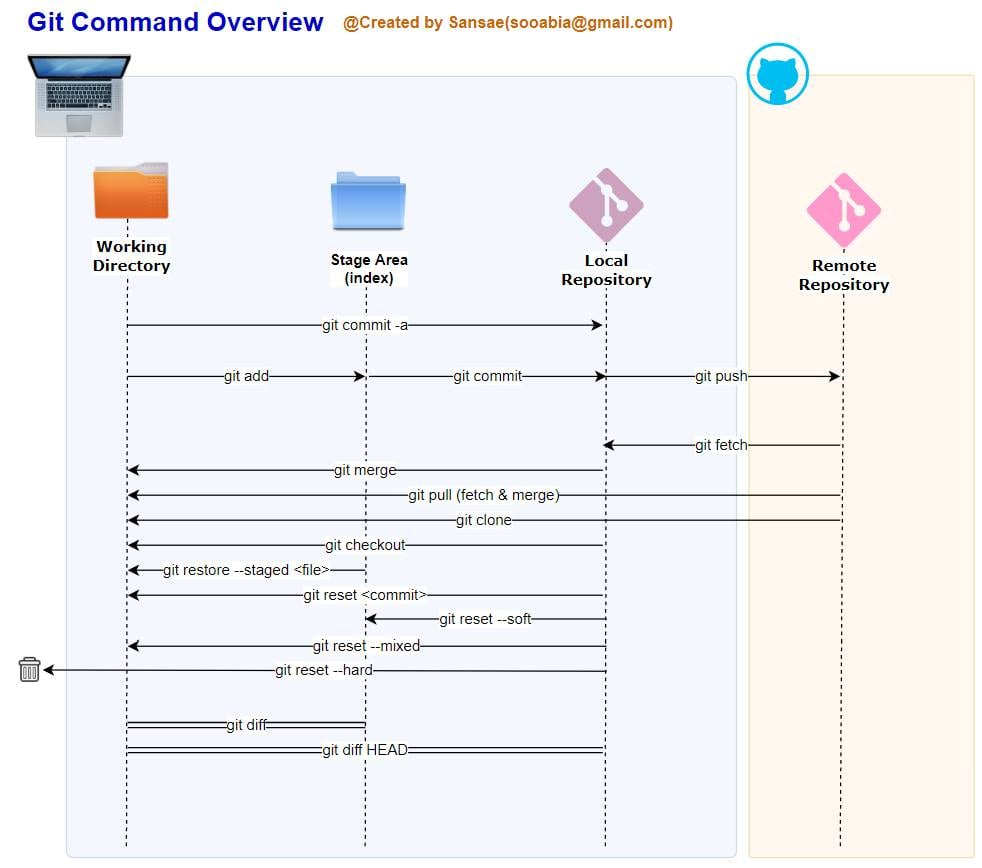 Git Command Overview @Created by Sansae(sooabia@gmail.com)
Working
Directory
Stage Area
(index)
Local
Repository
Remote
Repository
git commit -a
git add git commit git push
git fetch
git merge
git pull (fetch & merge)
git clone
git checkout
git restore --staged <file>
git reset <commit>
git reset --soft
git reset --mixed
git reset --hard
git diff
git diff HEAD